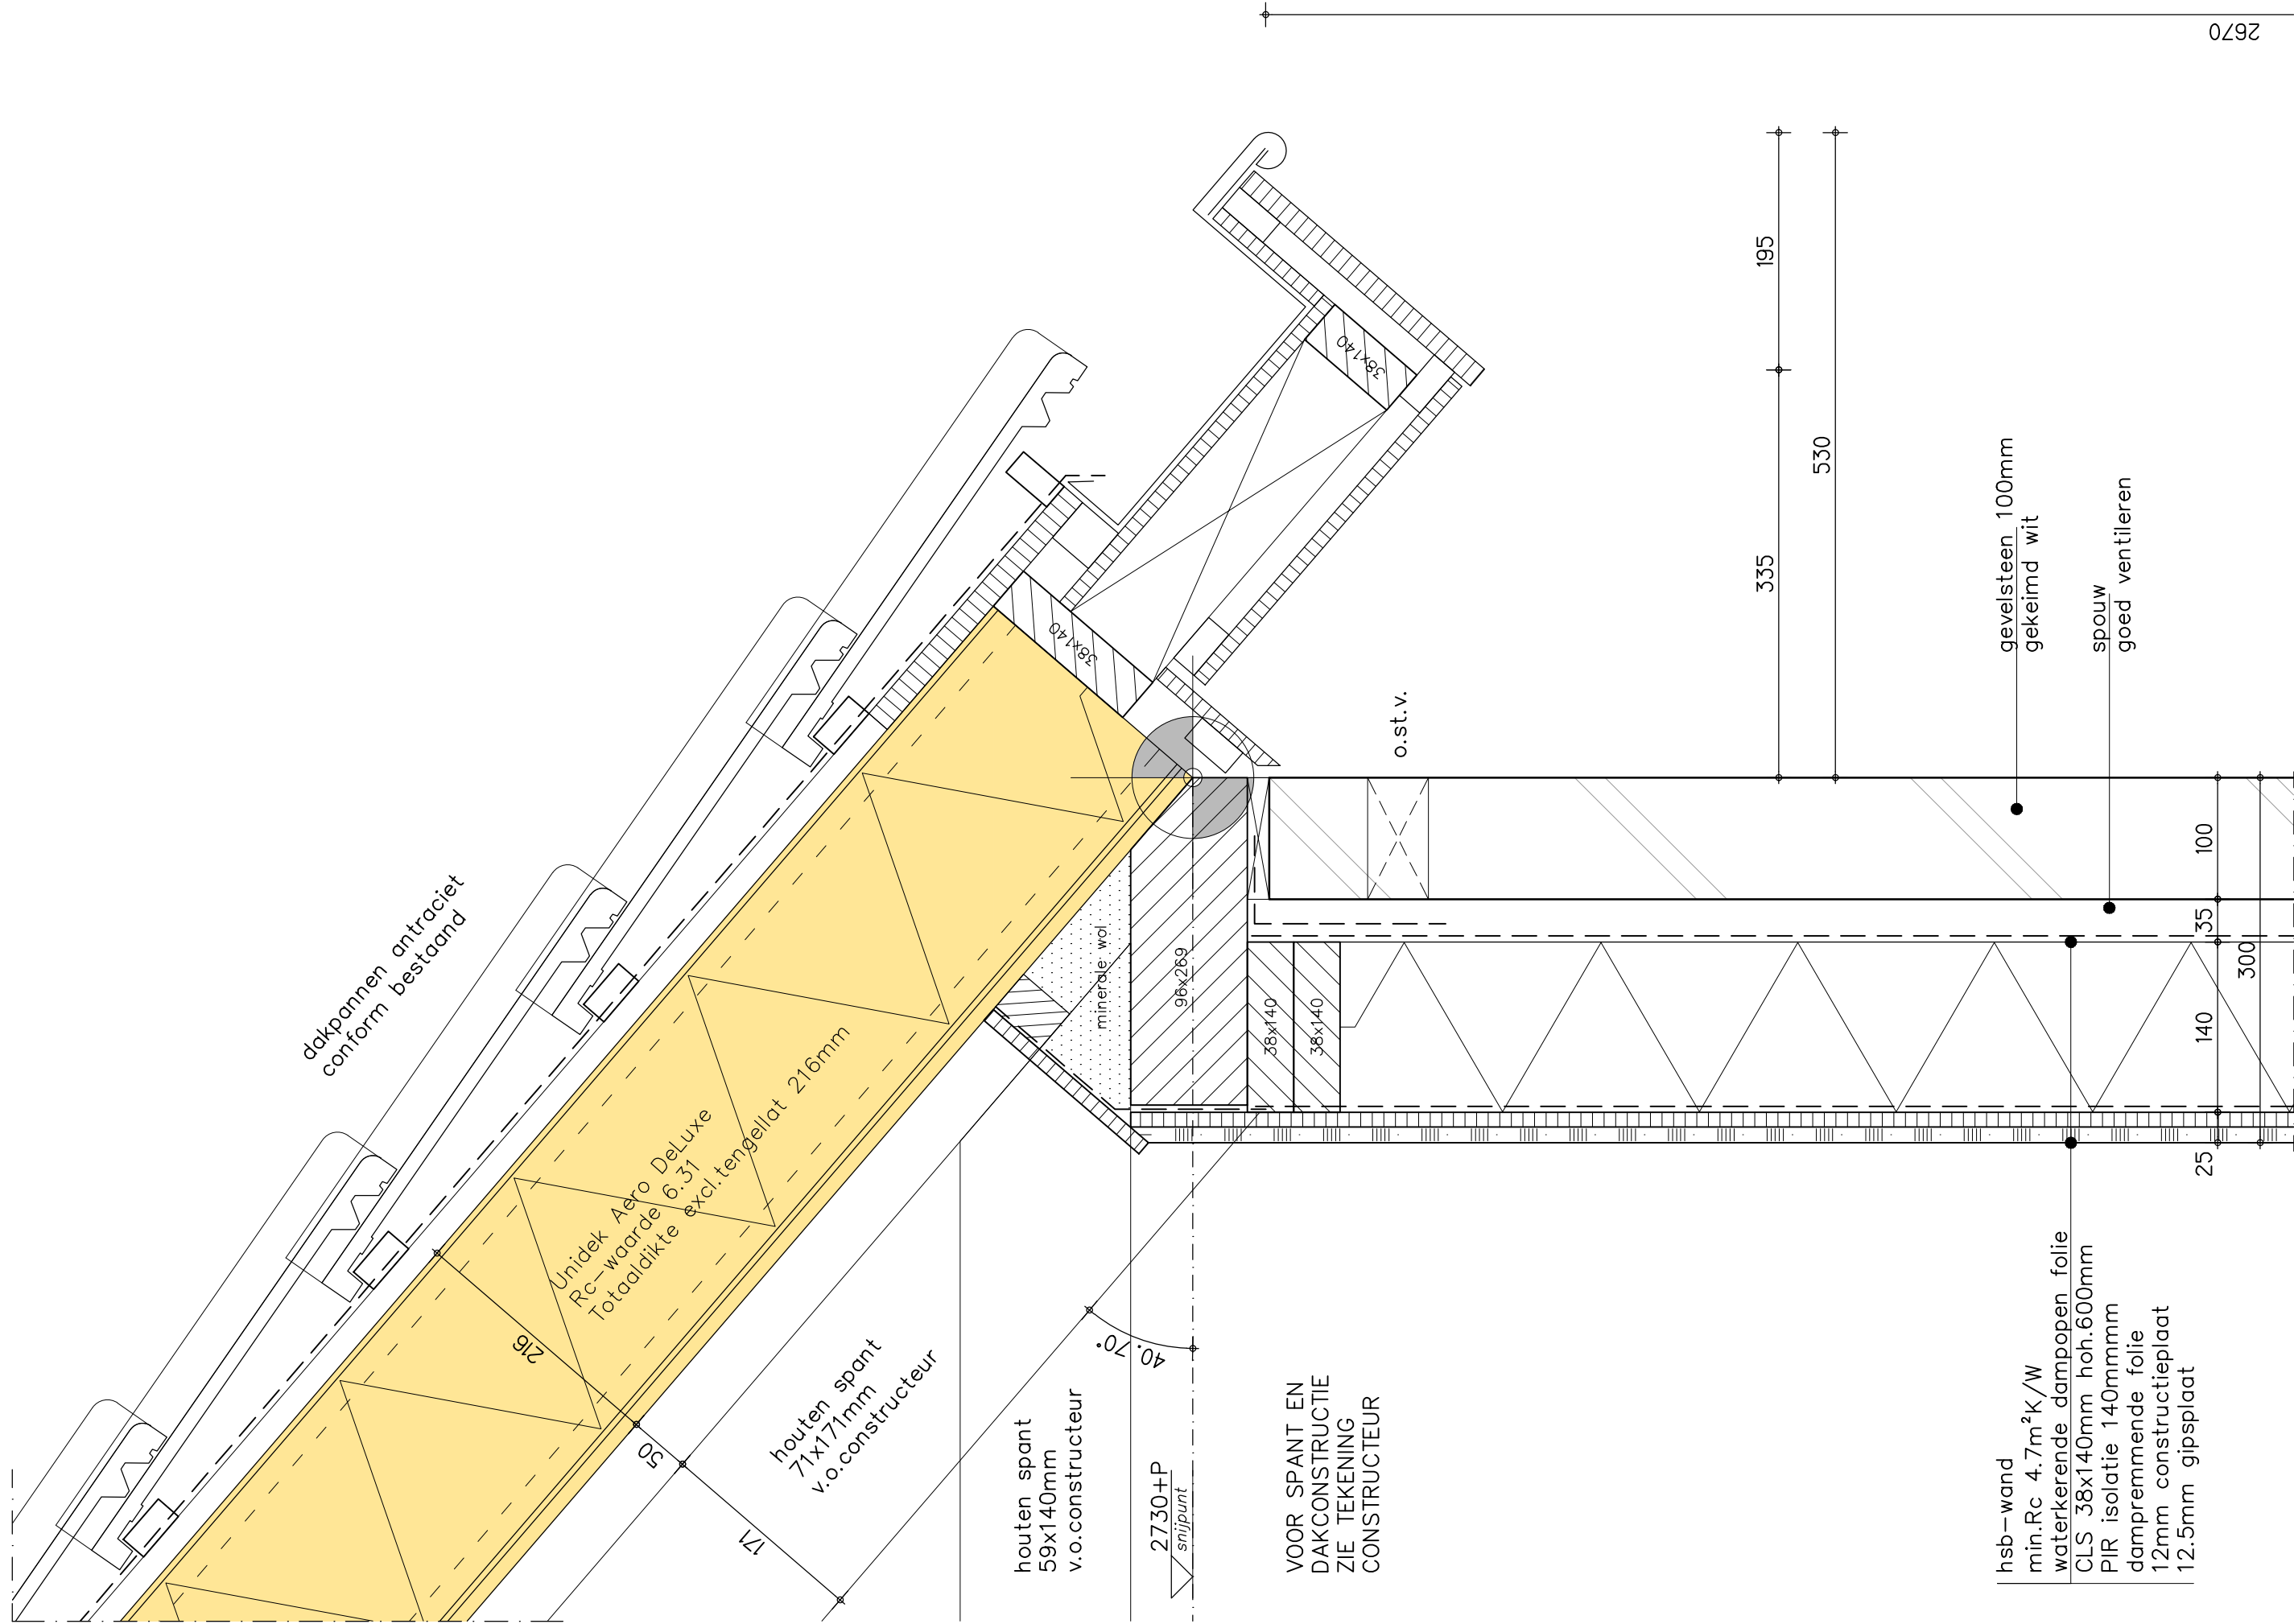 2670
195
335
530
dakpannen antraciet
conform bestaand
38x140
38x140
Unidek Aero DeLuxe
Rc-waarde 6.31
Totaaldikte excl.tengellat 216mm
216
50
171
minerale wol
96x269
38x140
38x140
o.st.v.
gevelsteen 100mm
gekeimd wit
spouw
goed ventileren
100
35
300
140
25
houten spant
71x171mm
v.o.constructeur
houten spant
59x140mm
v.o.constructeur
40.70°
2730+P
snijpunt
VOOR SPANT EN
DAKCONSTRUCTIE
ZIE TEKENING
CONSTRUCTEUR
hsb-wand
min.Rc 4.7m²K/W
waterkerende dampopen folie
CLS 38x140mm hoh.600mm
PIR isolatie 140mmmm
dampremmende folie
12mm constructieplaat
12.5mm gipsplaat